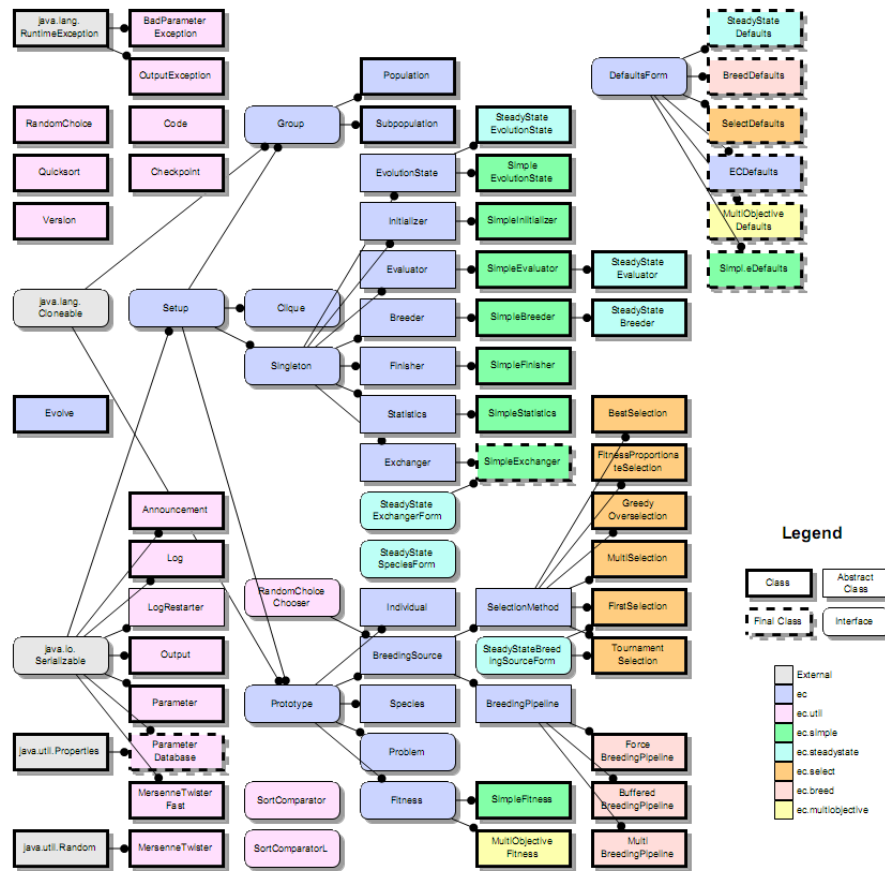 java.lang.
RuntimeException
BadParameter
Exception
OutputException
RandomChoice
Code
Quicksort
Checkpoint
Version
java.lang.
Cloneable
Setup
Group
Clique
Singleton
Population
Subpopulation
EvolutionState
Initializer
Evaluator
Breeder
Finisher
Statistics
Exchanger
SteadyState
EvolutionState
Simple
EvolutionState
SimpleInitializer
SimpleEvaluator
SimpleBreeder
SimpleFinisher
SimpleStatistics
SimpleExchanger
SteadyState
Evaluator
SteadyState
Breeder
SteadyState
ExchangerForm
SteadyState
SpeciesForm
DefaultsForm
SteadyState
Defaults
BreedDefaults
SelectDefaults
ECDefaults
MultiObjective
Defaults
Simpl.eDefaults
Evolve
Announcement
Log
LogRestarter
java.io.
Serializable
Output
Parameter
java.util.Properties
Parameter
Database
MersenneTwister
Fast
java.util.Random
MersenneTwister
RandomChoice
Chooser
Prototype
SortComparator
SortComparatorL
Individual
BreedingSource
Species
Problem
Fitness
SelectionMethod
SteadyStateBreed
ingSourceForm
BreedingPipeline
SimpleFitness
MultiObjective
Fitness
BestSelection
FitnessProportiona
teSelection
Greedy
Overselection
MultiSelection
FirstSelection
Tournament
Selection
Force
BreedingPipeline
Buffered
BreedingPipeline
Multi
BreedingPipeline
Legend
Class
Abstract
Class
Final Class
Interface
External
ec
ec.util
ec.simple
ec.steadystate
ec.select
ec.breed
ec.multiobjective